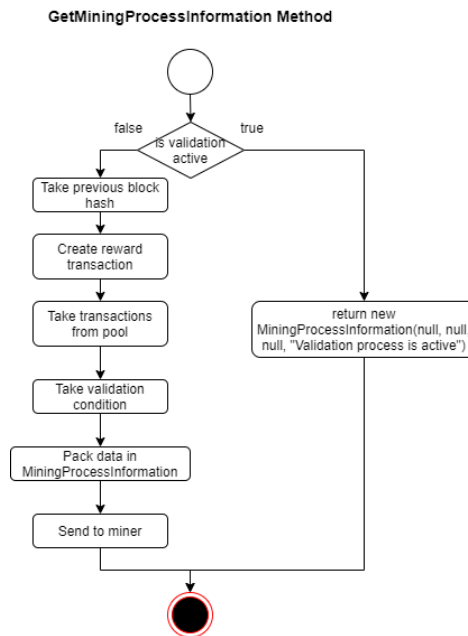 GetMiningProcessInformation Method
false
true
is validation
active
Take previous block
hash
Create reward
transaction
Take transactions
from pool
return new
MiningProcessInformation(null, null,
null, "Validation process is active")
Take validation
condition
Pack data in
MiningProcessInformation
Send to miner